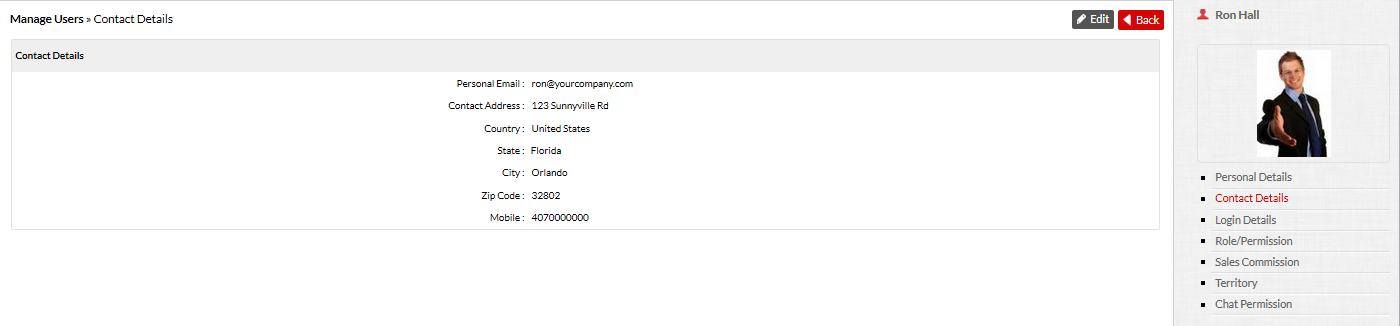 Manage Users » Contact Details
Edit
Back
Contact Details
Personal Email : ron@yourcompany.com
Contact Address : 123 Sunnyville Rd
Country : United States
State : Florida
City : Orlando
Zip Code : 32802
Mobile : 4070000000
Ron Hall
Personal Details
Contact Details
Login Details
Role/Permission
Sales Commission
Territory
Chat Permission